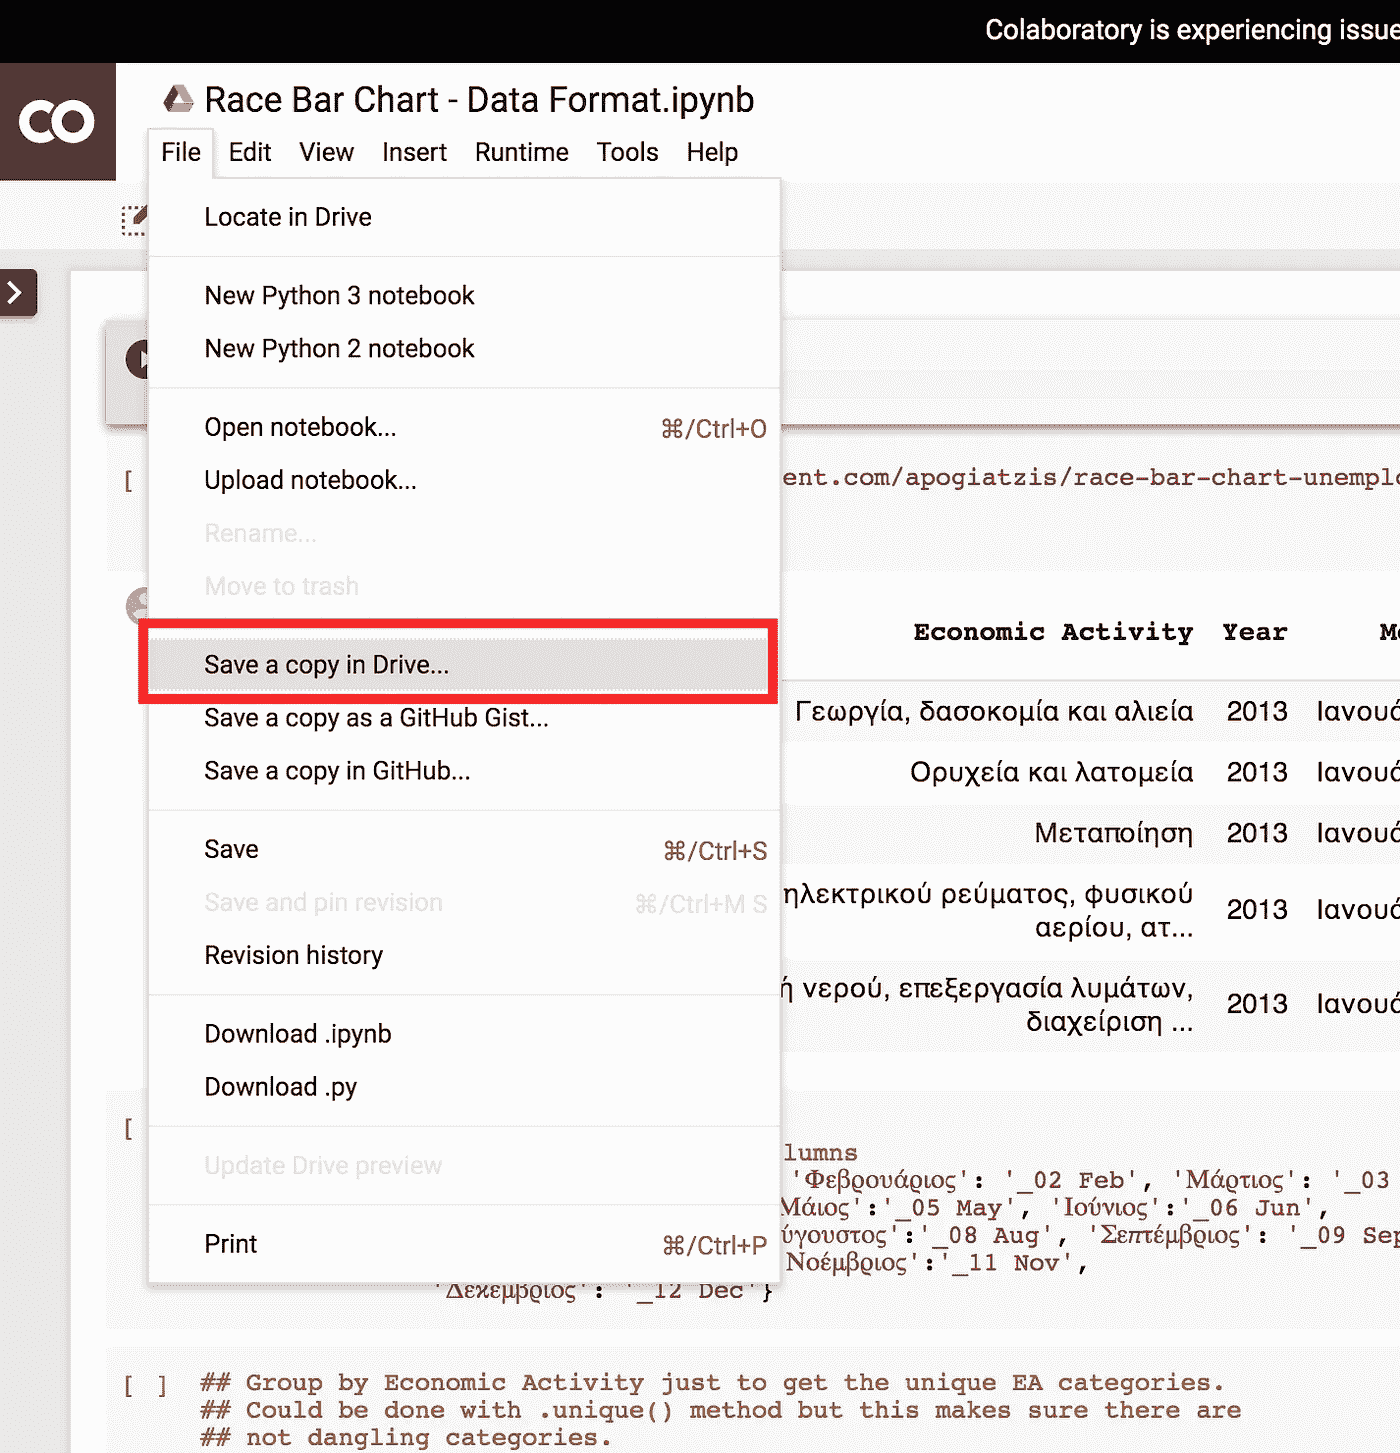 Colaboratory is experiencing
CO
Race Bar Chart - Data Format.ipynb
File Edit View Insert Runtime Tools Help
Locate in Drive
New Python 3 notebook
New Python 2 notebook
Open notebook... ⌘/Ctrl+O
Upload notebook...
Rename...
Move to trash
Save a copy in Drive...
Save a copy as a GitHub Gist...
Save a copy in GitHub...
Save ⌘/Ctrl+S
Save and pin revision ⌘/Ctrl+M S
Revision history
Download .ipynb
Download .py
Update Drive preview
Print ⌘/Ctrl+P
[
ent.com/apogiatzis/race-bar-chart-unemplo
Economic Activity Year
Γεωργία, δασοκομία και αλιεία 2013 Ιανουά
Ορυχεία και λατομεία 2013 Ιανουά
Μεταποίηση 2013 Ιανουά
ηλεκτρικού ρεύματος, φυσικού
αερίου, ατ... 2013 Ιανουά
ή νερού, επεξεργασία λυμάτων,
διαχείριση ... 2013 Ιανουά
[
lumns
'Φεβρουάριος': '_02 Feb', 'Μάρτιος': '_03
Μάιος':'_05 May', 'Ιούνιος':'_06 Jun',
ύγουστος':'_08 Aug', 'Σεπτέμβριος': '_09 Sep
Νοέμβριος':'_11 Nov',
'Δεκέμβριος': '_12 Dec'}
[ ] ## Group by Economic Activity just to get the unique EA categories.
## Could be done with .unique() method but this makes sure there are
## not dangling categories.